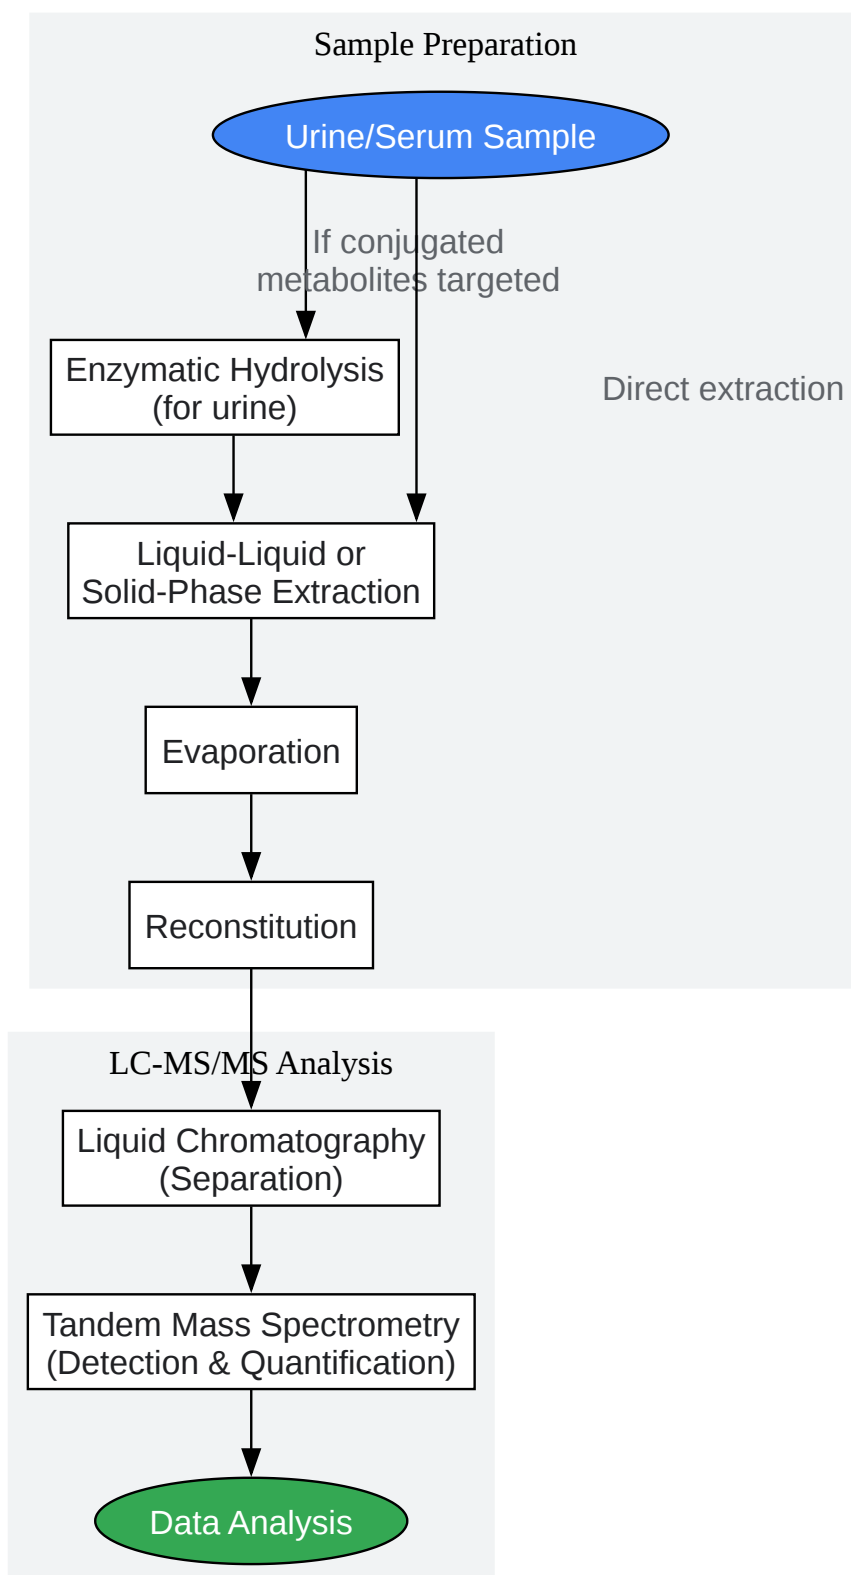 Sample Preparation
Urine/Serum Sample
If conjugated
metabolites targeted
Enzymatic Hydrolysis
(for urine)
Direct extraction
Liquid-Liquid or
Solid-Phase Extraction
Evaporation
Reconstitution
LC-MS/MS Analysis
Liquid Chromatography
(Separation)
Tandem Mass Spectrometry
(Detection & Quantification)
Data Analysis